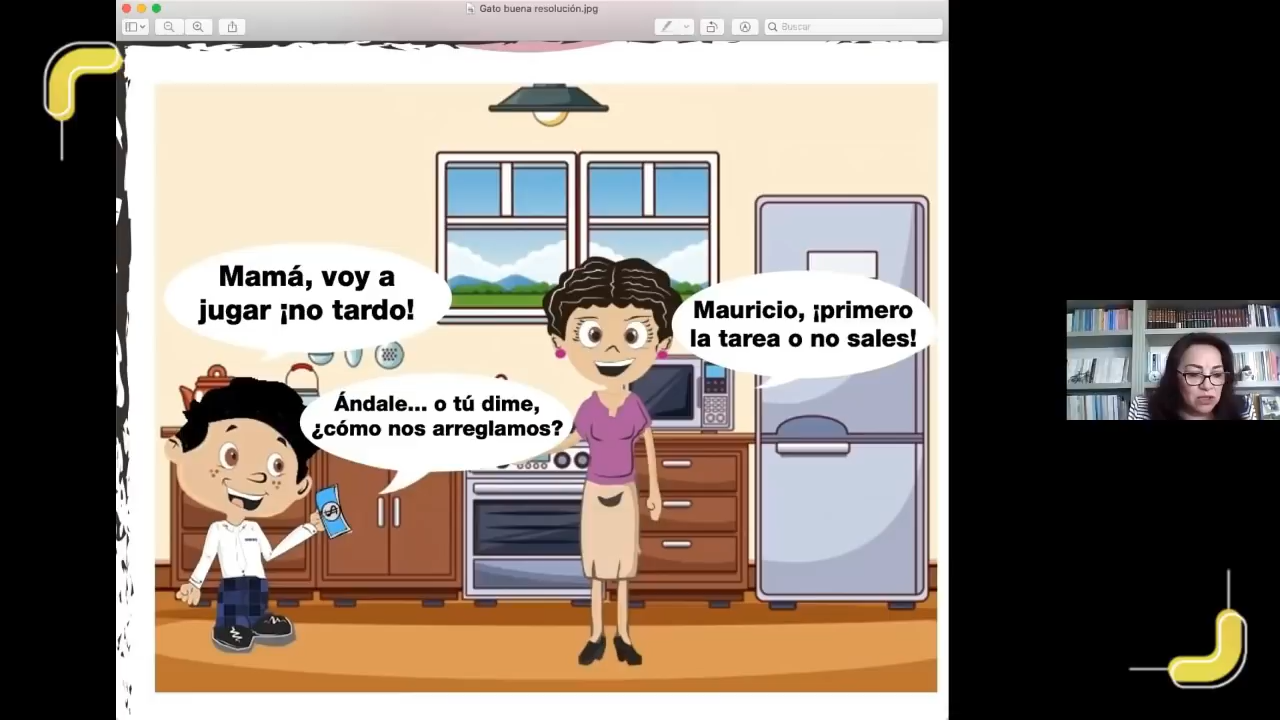 Gato buena resolución.jpg
Buscar
Mamá, voy a
jugar ¡no tardo!
Mauricio, ¡primero
la tarea o no sales!
Ándale... o tú dime,
¿cómo nos arreglamos?
$